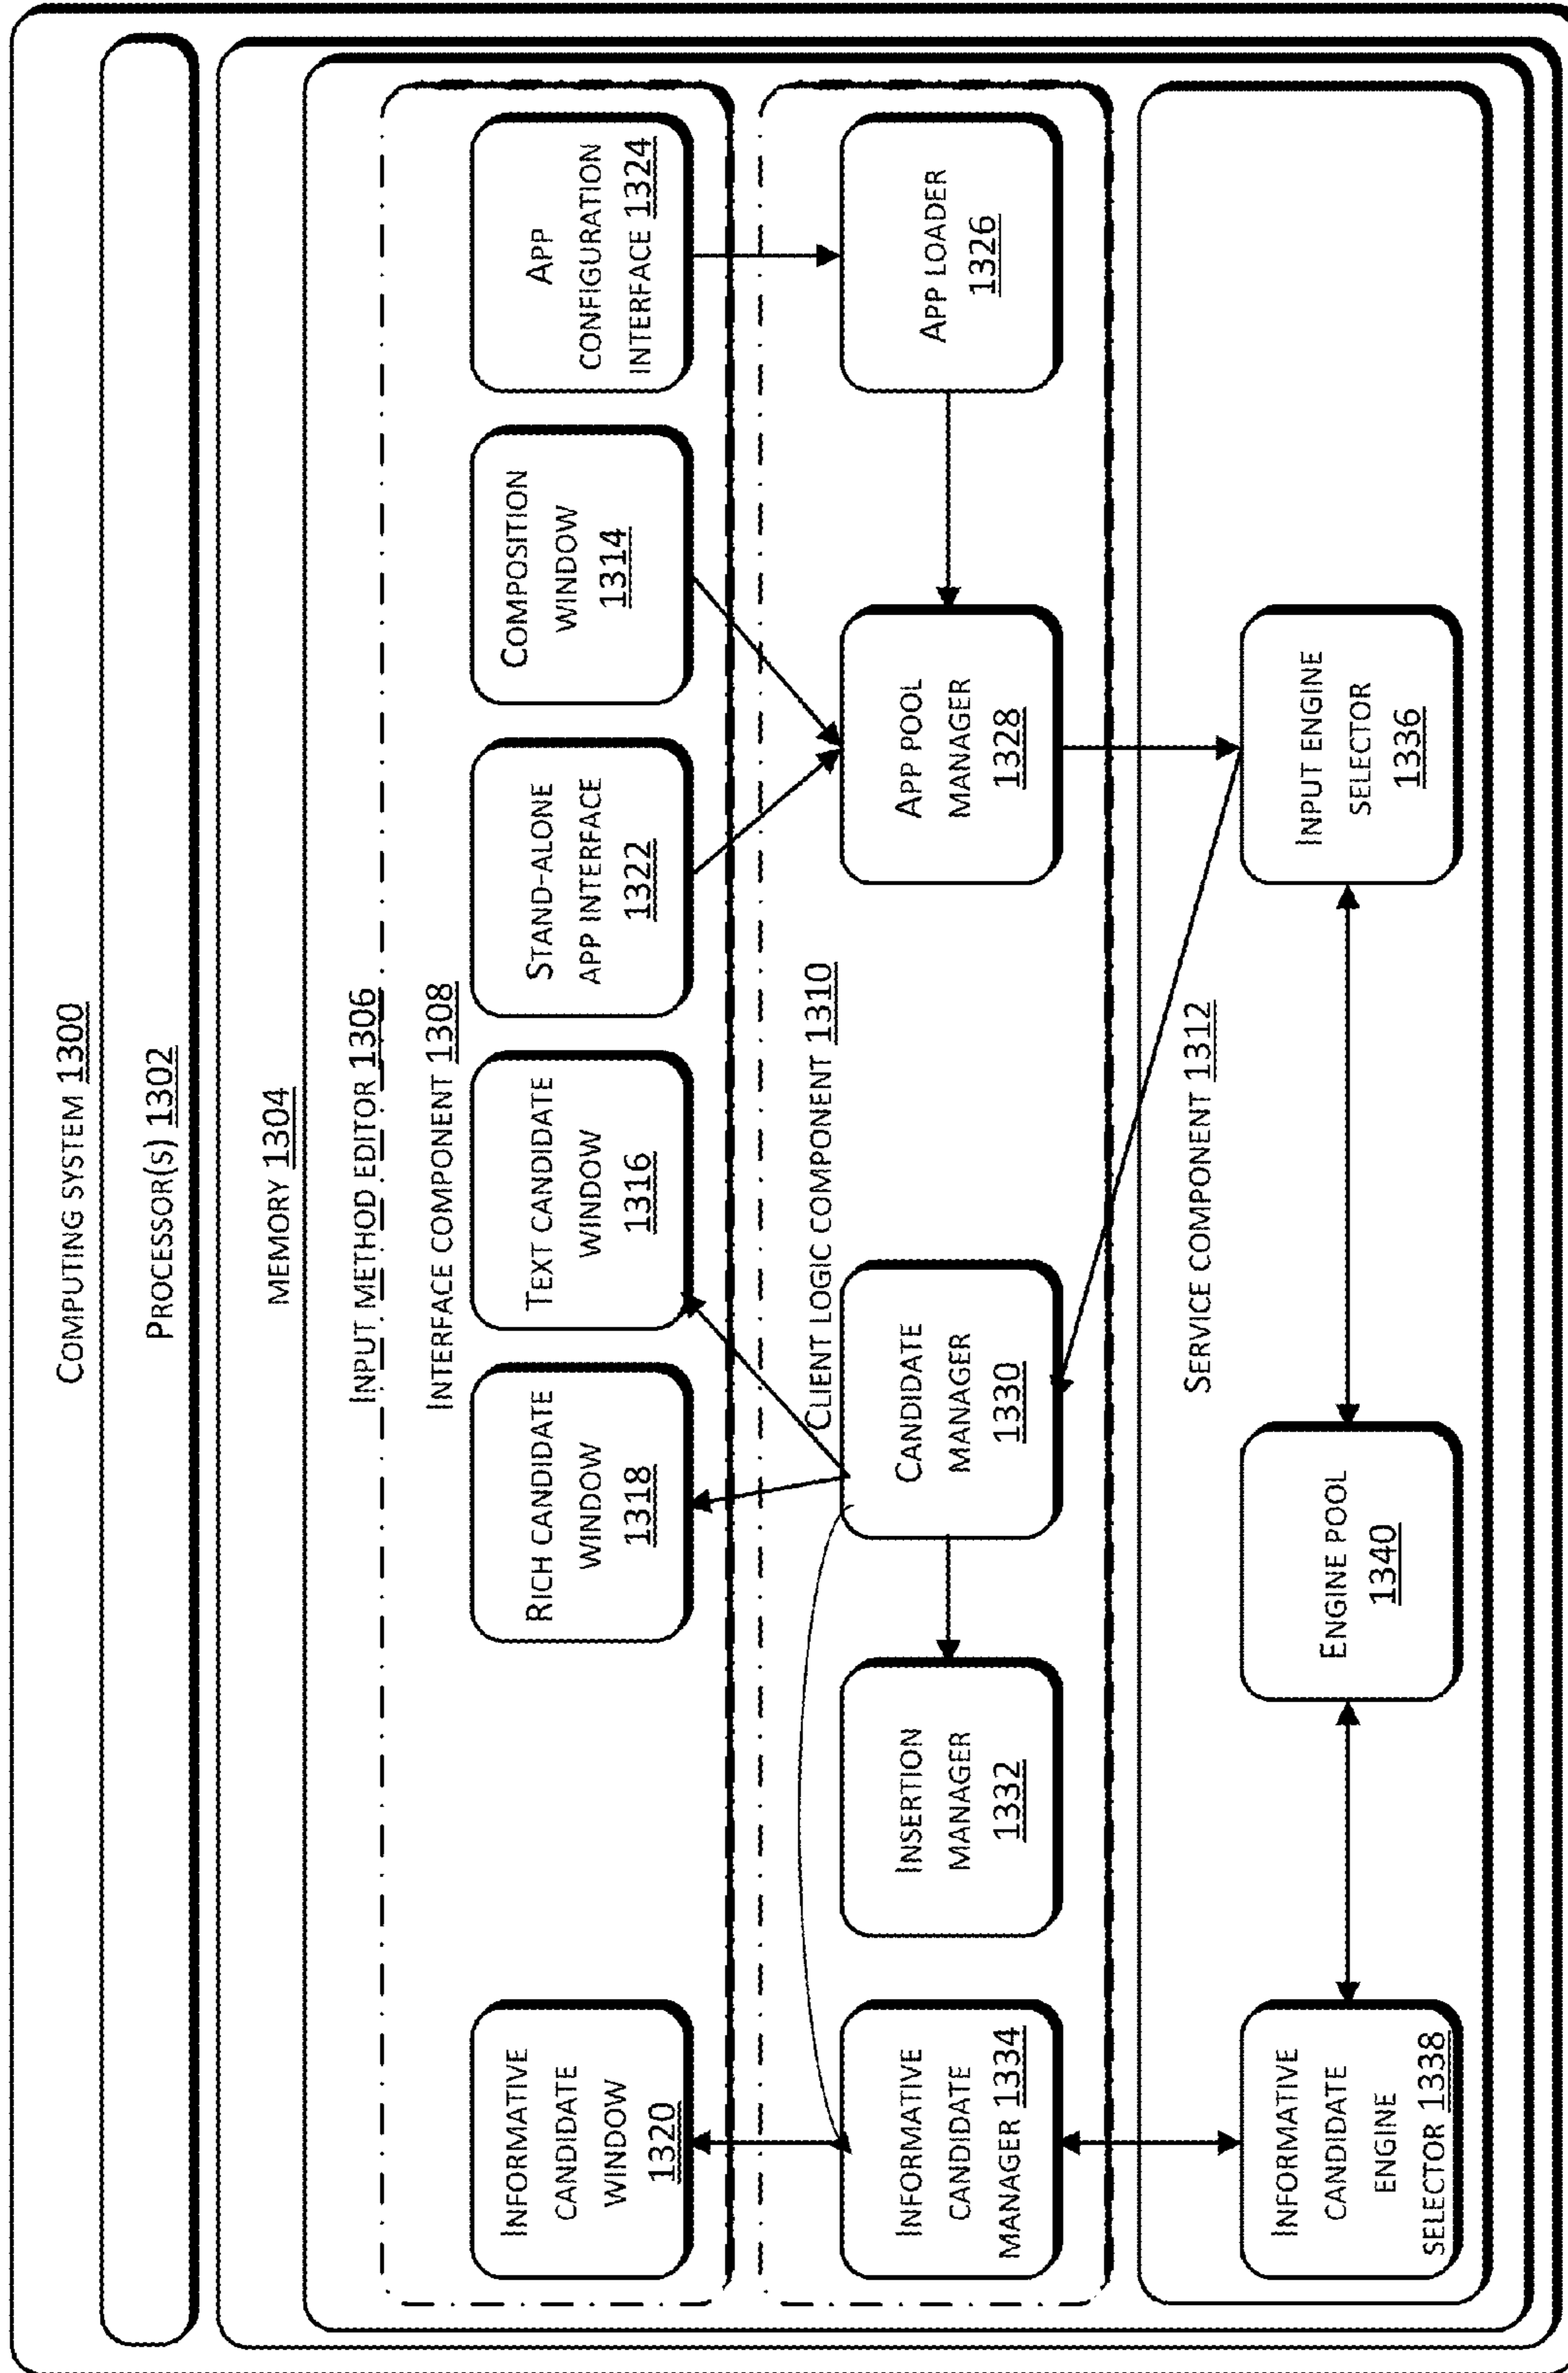 COMPUTING SYSTEM 1300
PROCESSOR(S) 1302
MEMORY 1304
INPUT METHOD EDITOR 1306
INTERFACE COMPONENT 1308
INFORMATIVE
CANDIDATE
WINDOW
1320
RICH CANDIDATE
WINDOW
1318
TEXT CANDIDATE
WINDOW
1316
STAND-ALONE
APP INTERFACE
1322
COMPOSITION
WINDOW
1314
APP
CONFIGURATION
INTERFACE 1324
CLIENT LOGIC COMPONENT 1310
INFORMATIVE
CANDIDATE
MANAGER 1334
INSERTION
MANAGER
1332
CANDIDATE
MANAGER
1330
APP POOL
MANAGER
1328
APP LOADER
1326
SERVICE COMPONENT 1312
INFORMATIVE
CANDIDATE
ENGINE
SELECTOR 1338
ENGINE POOL
1340
INPUT ENGINE
SELECTOR
1336